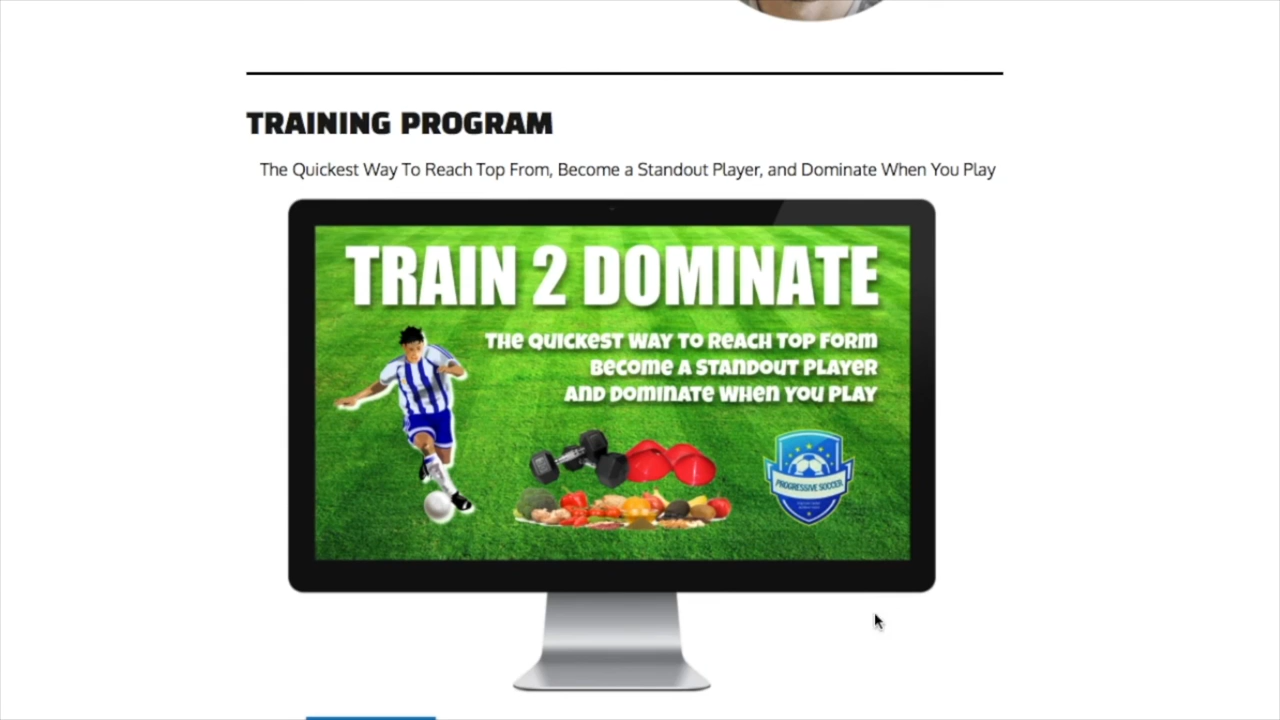 TRAINING PROGRAM
The Quickest Way To Reach Top From, Become a Standout Player, and Dominate When You Play
TRAIN 2 DOMINATE
THE QUICKEST WAY TO REACH TOP FORM
BECOME A STANDOUT PLAYER
AND DOMINATE WHEN YOU PLAY
PROGRESSIVE SOCCER